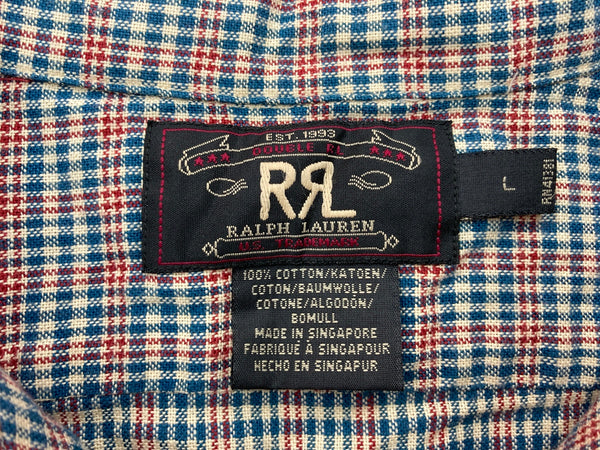 EST. 1993
DOUBLE RL
RRL
RALPH LAUREN
U.S. TRADEMARK
L
100% COTTON/KATOEN/
COTON/BAUMWOLLE/
COTONE/ALGODÓN/
BOMULL
MADE IN SINGAPORE
FABRIQUÉ À SINGAPOUR
HECHO EN SINGAPUR